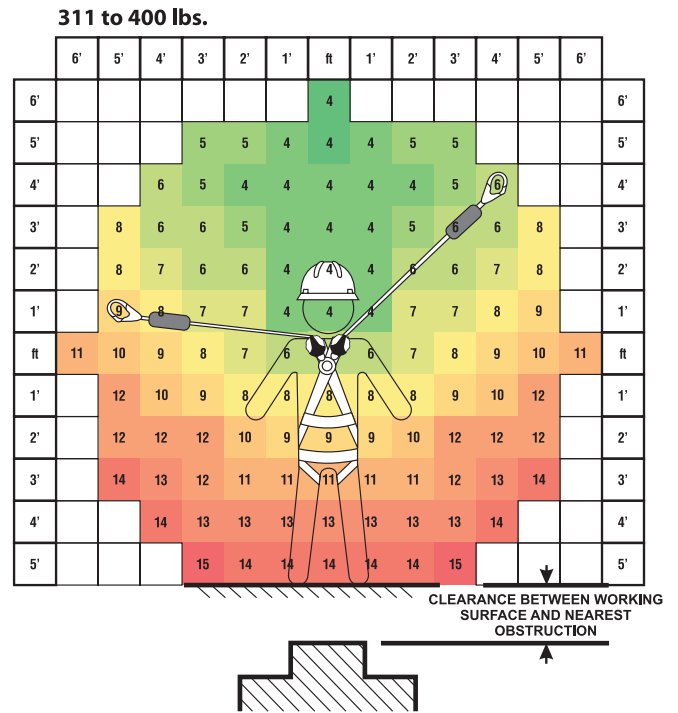 311 to 400 lbs.
6' 5' 4' 3' 2' 1' ft 1' 2' 3' 4' 5' 6'
6' 4 6'
5' 5 5 4 4 4 5 5 5'
4' 6 5 4 4 4 4 4 5 6 4'
3' 8 6 6 5 4 4 4 5 6 6 8 3'
2' 8 7 6 6 4 4 4 6 6 7 8 2'
1' 9 8 7 7 4 4 4 7 7 8 9 1'
ft 11 10 9 8 7 6 6 7 8 9 10 11 ft
1' 12 10 9 8 8 8 8 8 9 10 12 1'
2' 12 12 12 10 9 9 9 10 12 12 12 2'
3' 14 13 12 11 11 11 11 11 12 13 14 3'
4' 14 13 13 13 13 13 13 13 14 4'
5' 15 14 14 14 14 14 15 5'
CLEARANCE BETWEEN WORKING
SURFACE AND NEAREST
OBSTRUCTION